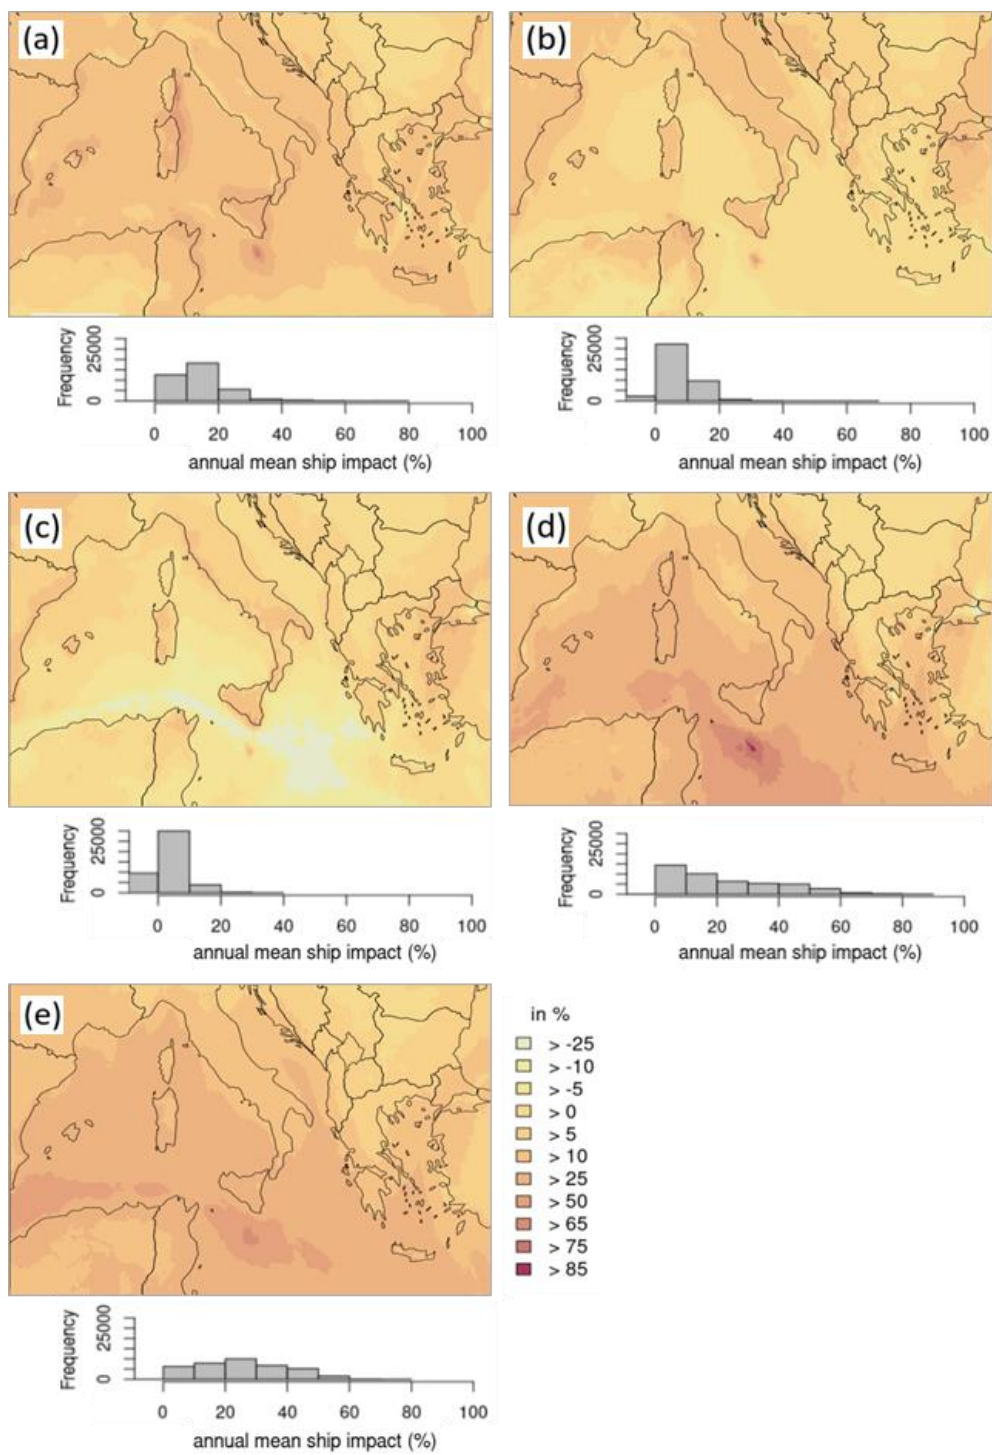 (a)
(b)
Frequency
0 25000
0 20 40 60 80 100
annual mean ship impact (%)
Frequency
0 25000
0 20 40 60 80 100
annual mean ship impact (%)
(c)
(d)
Frequency
0 25000
0 20 40 60 80 100
annual mean ship impact (%)
Frequency
0 25000
0 20 40 60 80 100
annual mean ship impact (%)
(e)
in %
> -25
> -10
> -5
> 0
> 5
> 10
> 25
> 50
> 65
> 75
> 85
Frequency
0 25000
0 20 40 60 80 100
annual mean ship impact (%)